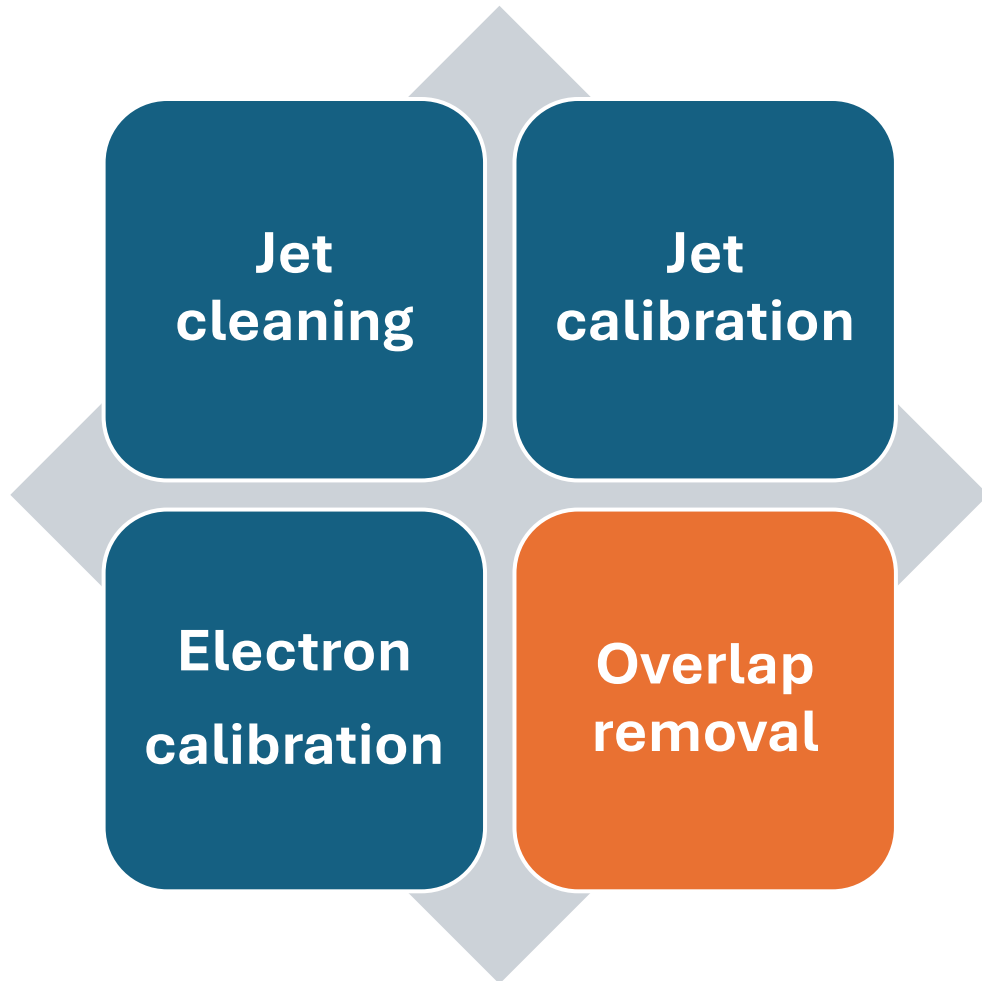 Jet
cleaning
Jet
calibration
Electron
calibration
Overlap
removal